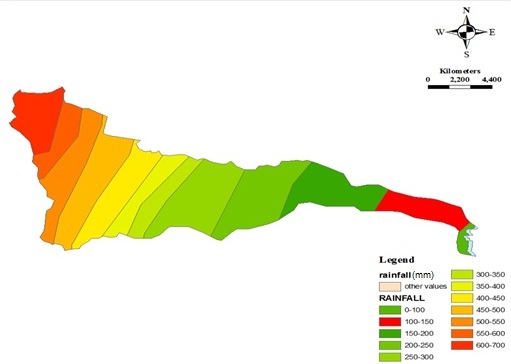 N
W E
S
Kilometers
0 2,200 4,400
Legend
rainfall(mm)
other values
RAINFALL
0-100
100-150
150-200
200-250
250-300
300-350
350-400
400-450
450-500
500-550
550-600
600-700